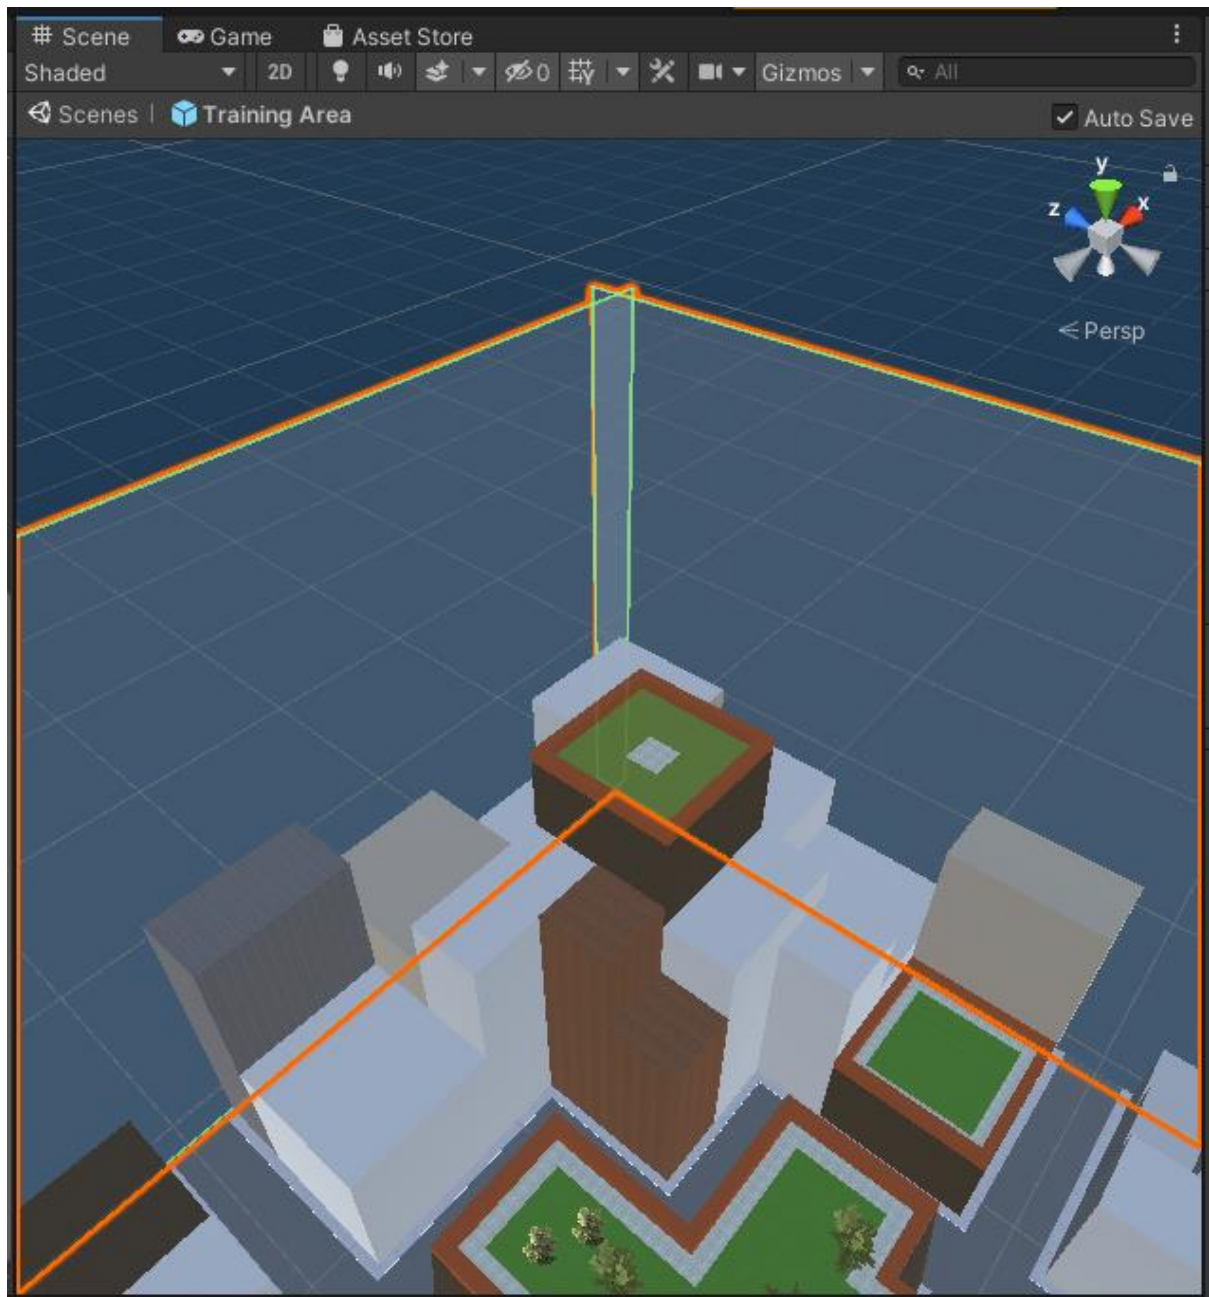 Scene Game Asset Store
Shaded 2D 0 Gizmos All
Scenes Training Area Auto Save
y
z x
Persp